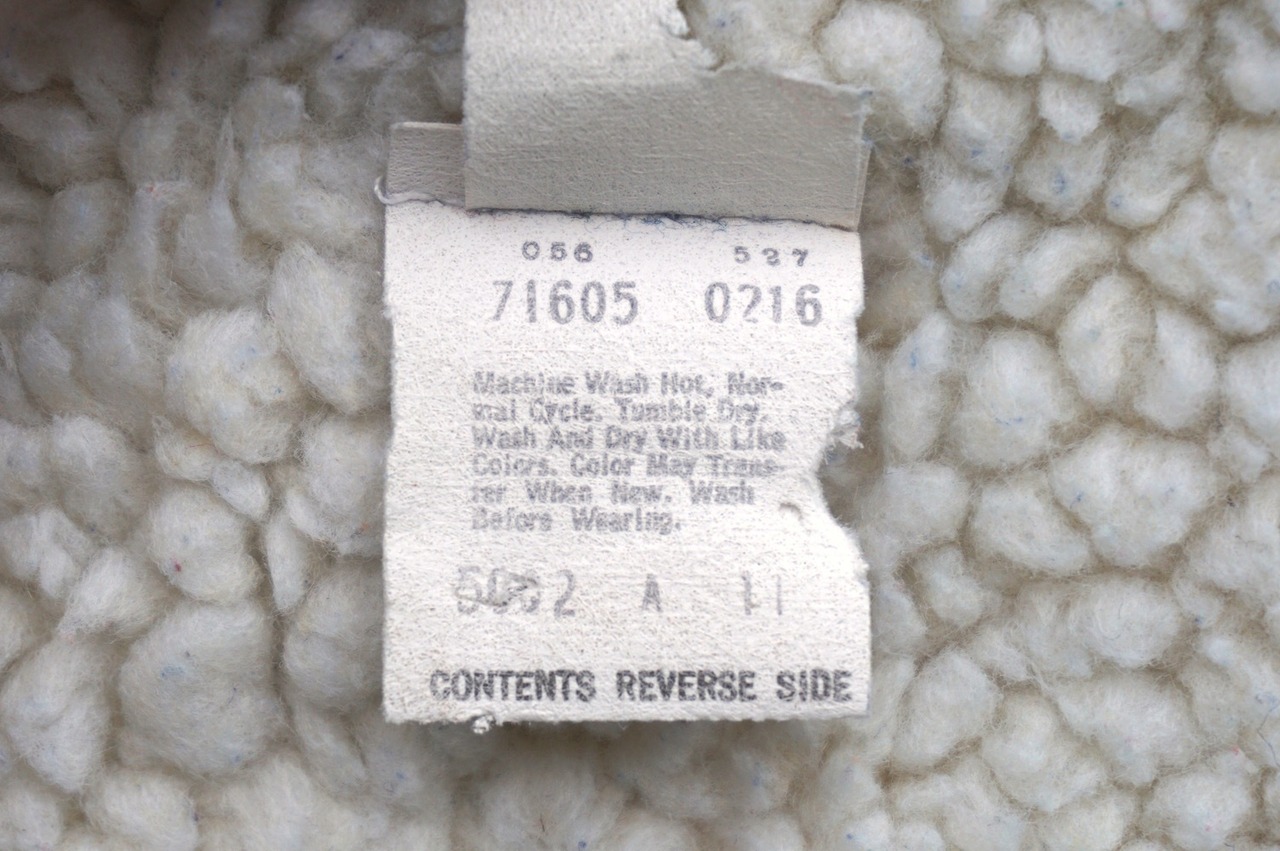 056 527
71605 0216
Machine Wash Hot, Nor-
mal Cycle. Tumble Dry.
Wash And Dry With Like
Colors. Color May Trans-
fer When New. Wash
Before Wearing.
A 11
CONTENTS REVERSE SIDE